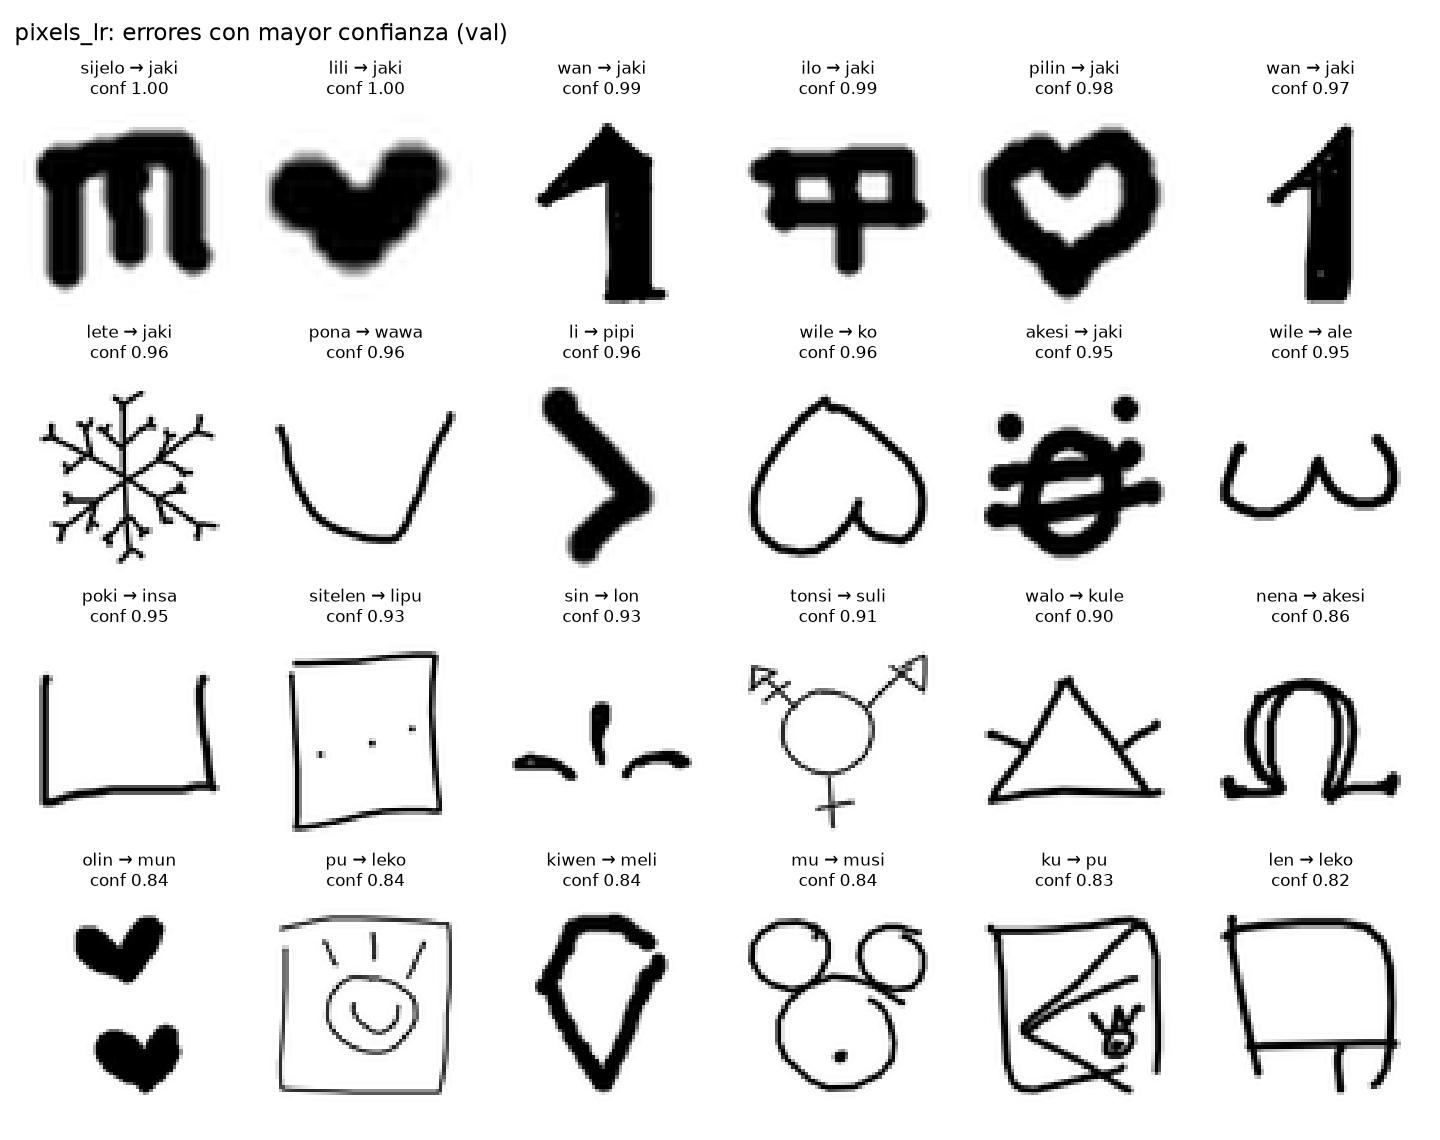 pixels_lr: errores con mayor confianza (val)
sijelo → jaki
conf 1.00
lili → jaki
conf 1.00
wan → jaki
conf 0.99
ilo → jaki
conf 0.99
pilin → jaki
conf 0.98
wan → jaki
conf 0.97
lete → jaki
conf 0.96
pona → wawa
conf 0.96
li → pipi
conf 0.96
wile → ko
conf 0.96
akesi → jaki
conf 0.95
wile → ale
conf 0.95
poki → insa
conf 0.95
sitelen → lipu
conf 0.93
sin → lon
conf 0.93
tonsi → suli
conf 0.91
walo → kule
conf 0.90
nena → akesi
conf 0.86
olin → mun
conf 0.84
pu → leko
conf 0.84
kiwen → meli
conf 0.84
mu → musi
conf 0.84
ku → pu
conf 0.83
len → leko
conf 0.82